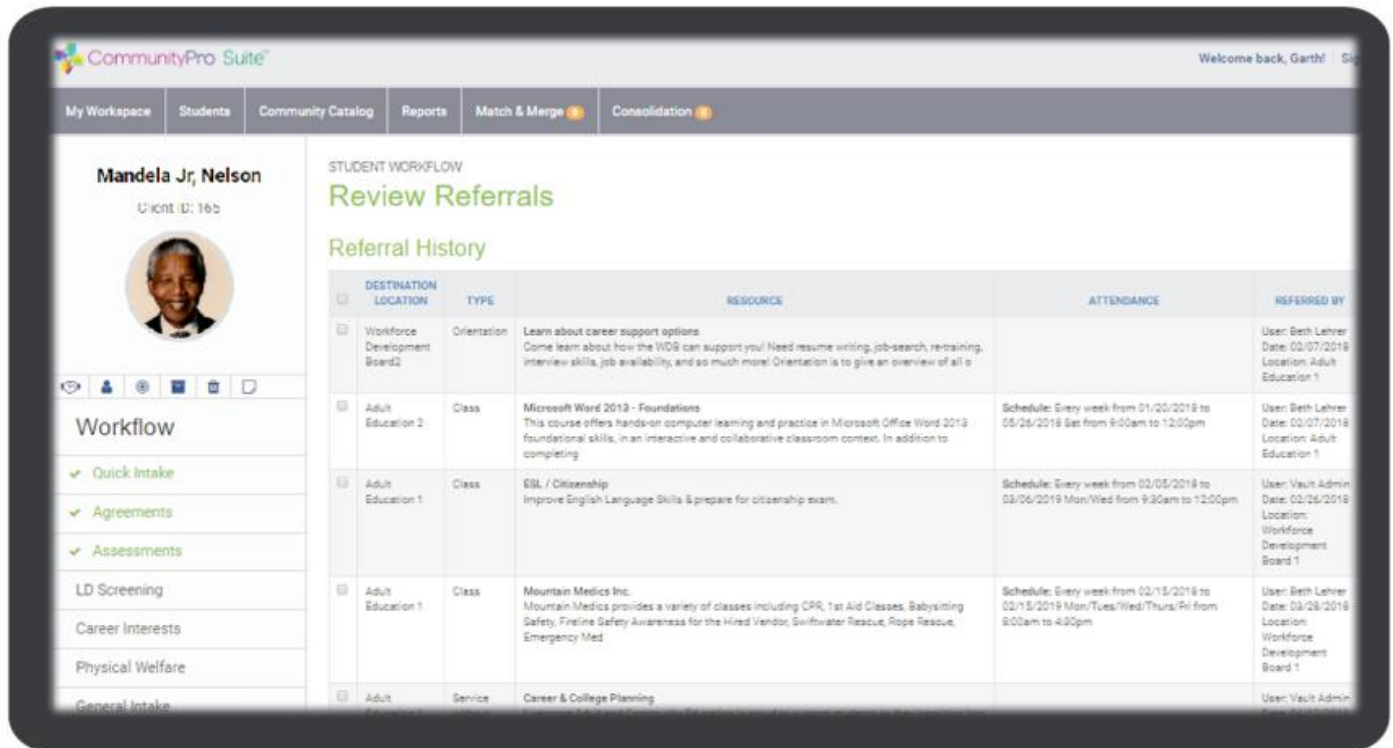 CommunityPro Suite™
Welcome back, Garth!
My Workspace Students Community Catalog Reports Match & Merge Consolidation
Mandela Jr, Nelson
Client ID: 165
Workflow
Quick Intake
Agreements
Assessments
LD Screening
Career Interests
Physical Welfare
General Intake
STUDENT WORKFLOW
Review Referrals
Referral History
DESTINATION LOCATION TYPE RESOURCE ATTENDANCE REFERRED BY
Workforce
Development
Board2
Orientation
Learn about career support options
Come learn about how the WDB can support you! Need resume writing, job-search, re-training,
interview skills, job availability, and so much more! Orientation is to give an overview of all o
User: Beth Lehrer
Date: 02/07/2018
Location: Adult
Education 1
Adult
Education 2
Class
Microsoft Word 2013 - Foundations
This course offers hands-on computer learning and practice in Microsoft Office Word 2013
foundational skills, in an interactive and collaborative classroom context. In addition to
completing
Schedule: Every week from 01/20/2018 to
05/26/2018 Sat from 9:00am to 12:00pm
User: Beth Lehrer
Date: 02/07/2018
Location: Adult
Education 1
Adult
Education 1
Class
ESL / Citizenship
Improve English Language Skills & prepare for citizenship exam.
Schedule: Every week from 02/05/2018 to
03/06/2019 Mon/Wed from 9:30am to 12:00pm
User: Vault Admin
Date: 02/26/2018
Location:
Workforce
Development
Board 1
Adult
Education 1
Class
Mountain Medics Inc.
Mountain Medics provides a variety of classes including CPR, 1st Aid Classes, Babysitting
Safety, Fireline Safety Awareness for the Hired Vendor, Swiftwater Rescue, Rope Rescue,
Emergency Med
Schedule: Every week from 02/15/2018 to
02/15/2019 Mon/Tues/Wed/Thurs/Fri from
8:00am to 4:30pm
User: Beth Lehrer
Date: 03/28/2018
Location:
Workforce
Development
Board 1
Adult
Service
Career & College Planning
User: Vault Admin